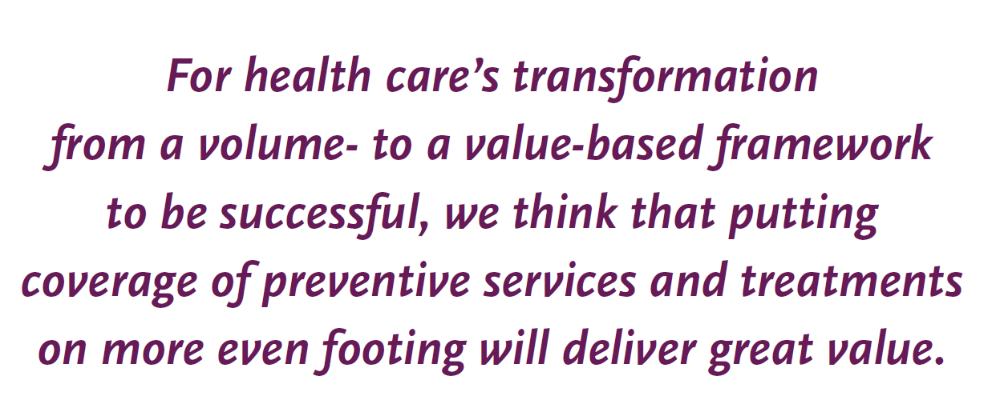 For health care’s transformation
from a volume- to a value-based framework
to be successful, we think that putting
coverage of preventive services and treatments
on more even footing will deliver great value.